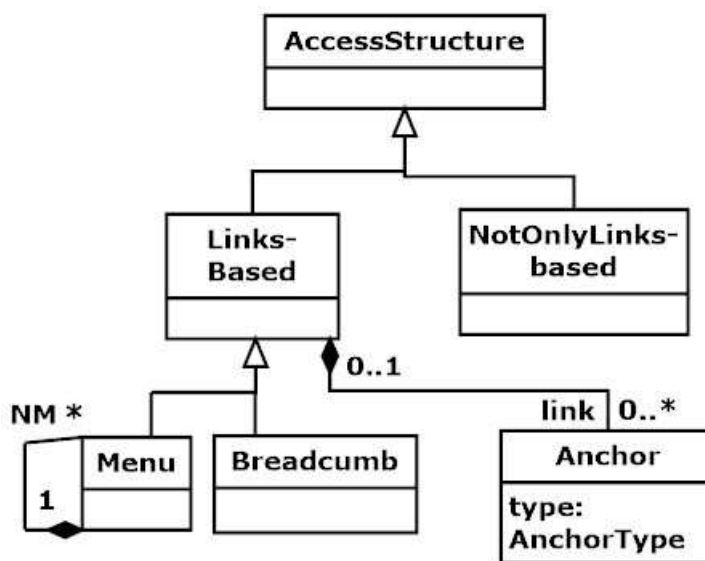 AccessStructure
Links-
Based
NotOnlyLinks-
based
0..1
NM *
link 0..*
Menu
Breadcumb
Anchor
1
type:
AnchorType